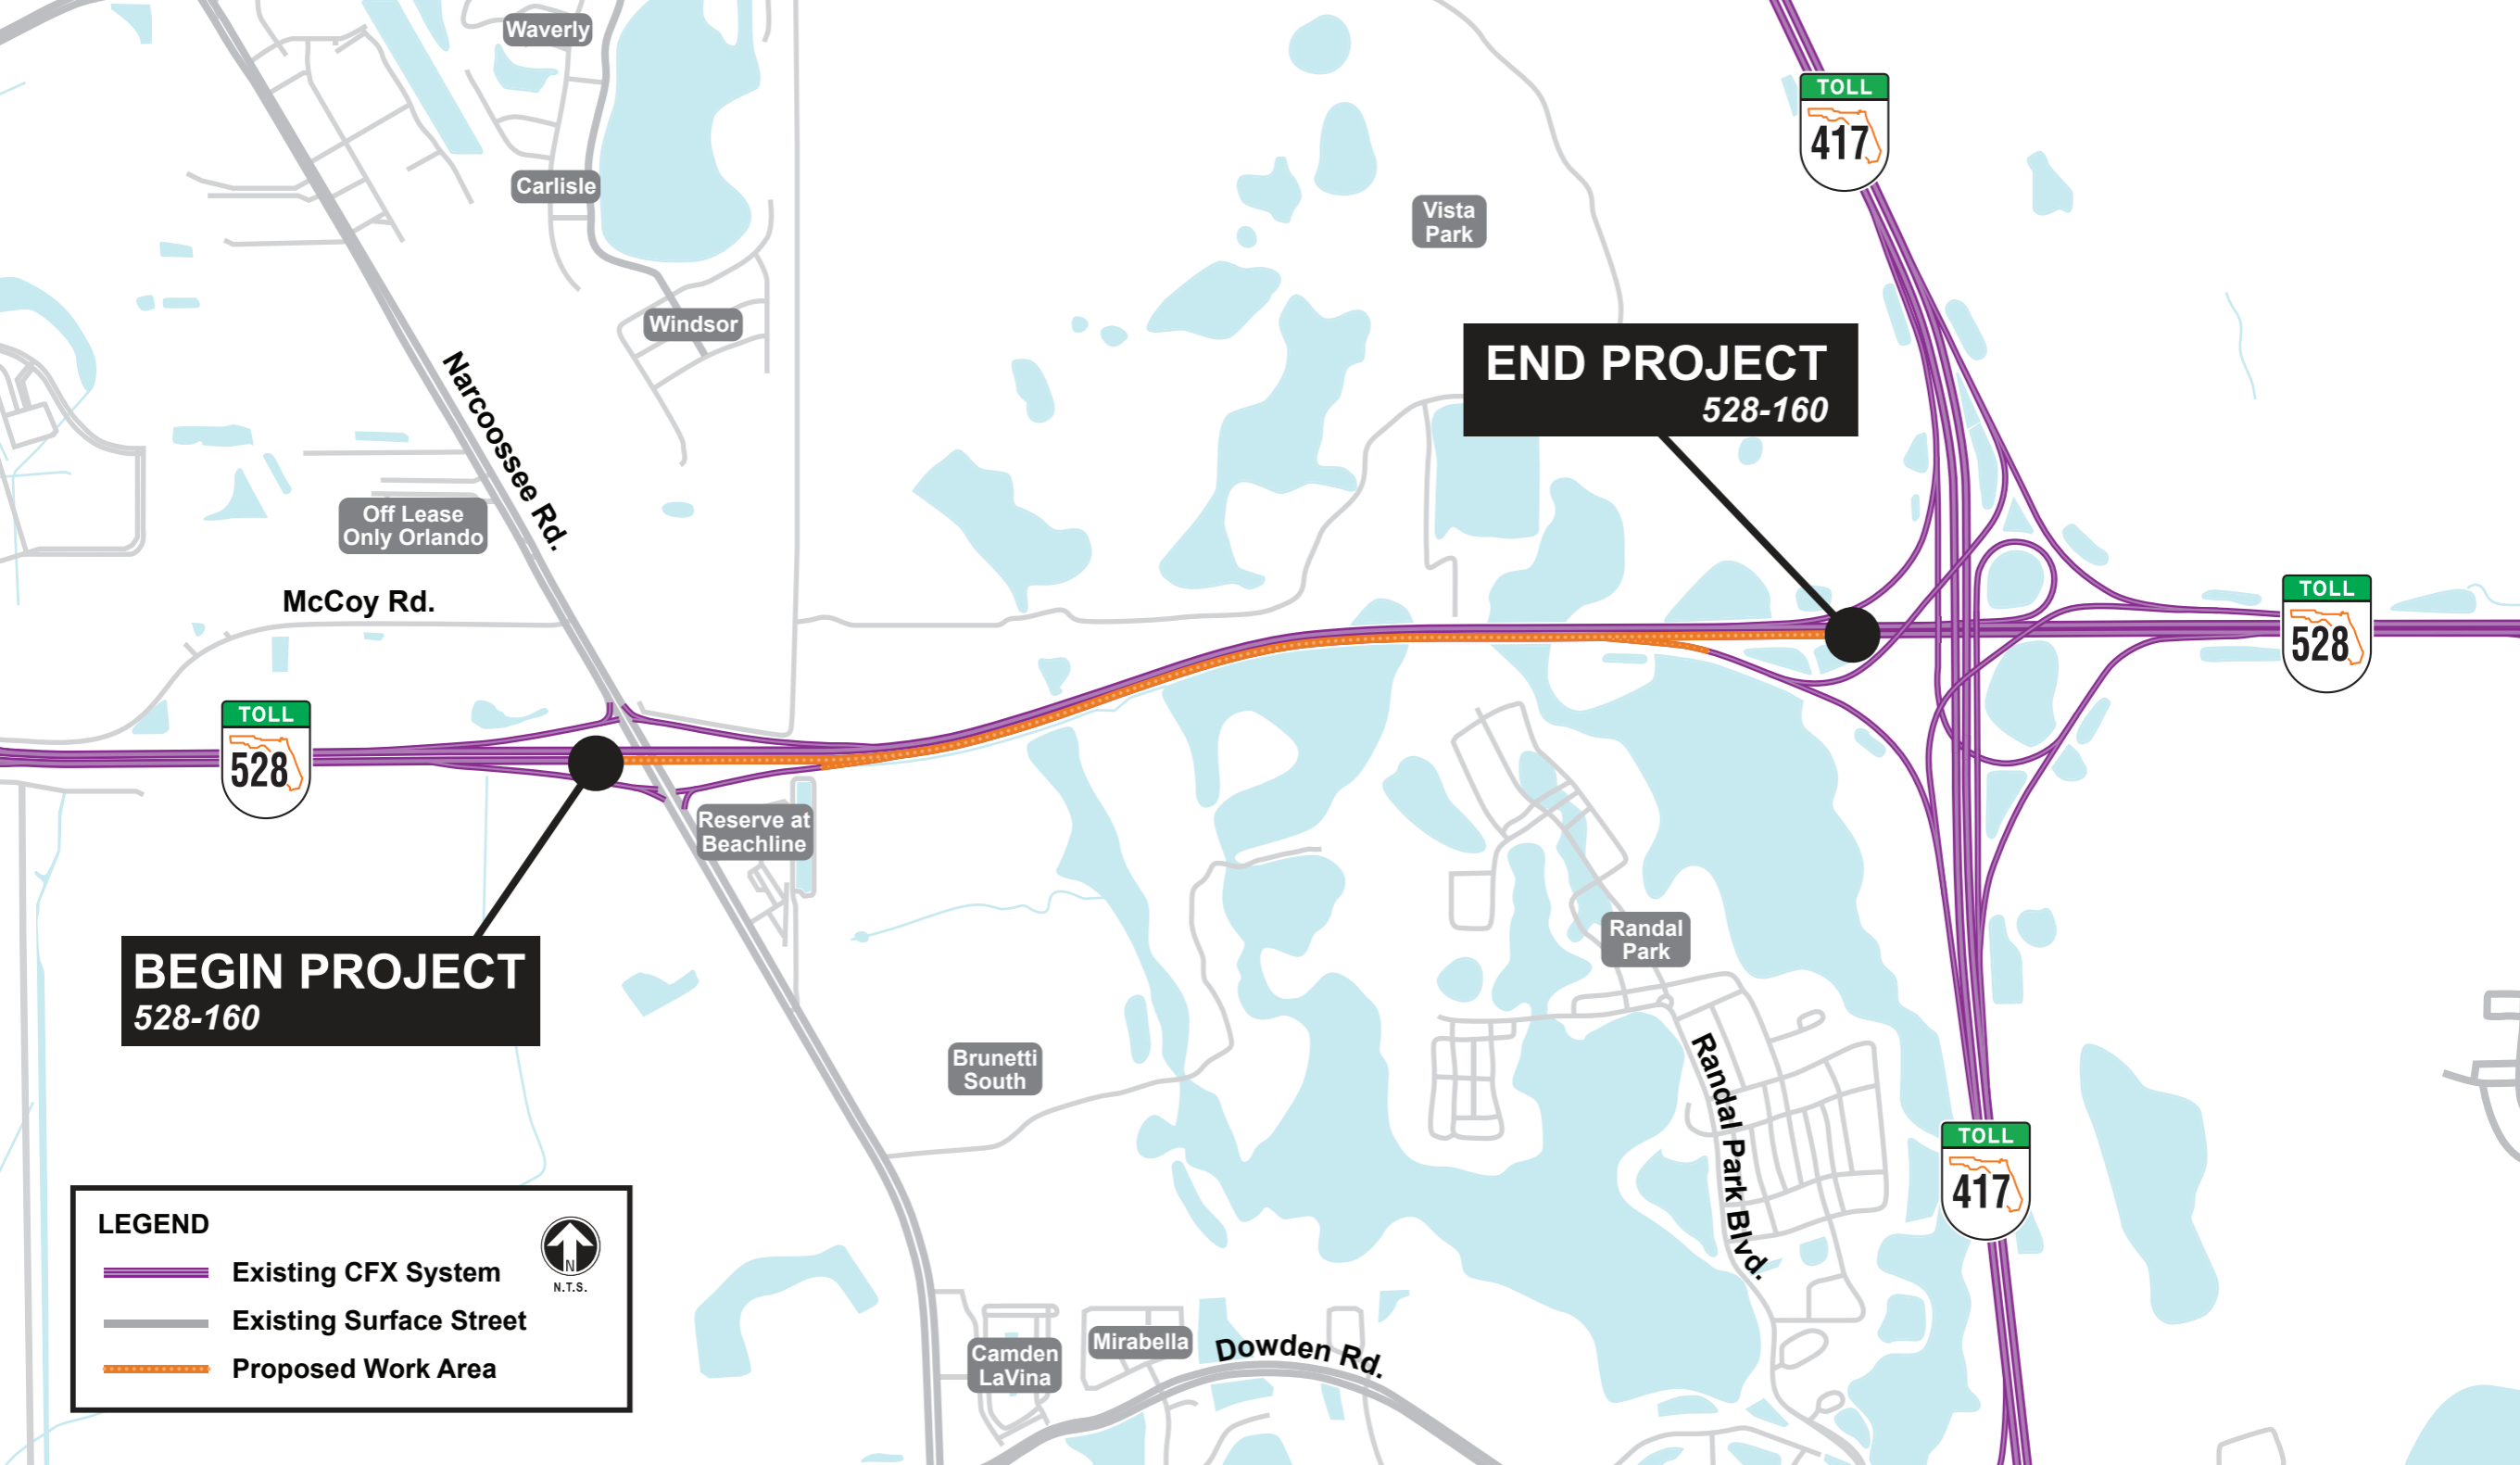 Waverly
TOLL
417
Carlisle
Vista
Park
Windsor
END PROJECT
528-160
Narcoossee Rd.
Off Lease
Only Orlando
McCoy Rd.
TOLL
528
TOLL
528
Reserve at
Beachline
Randal
Park
BEGIN PROJECT
528-160
Brunetti
South
Randal Park Blvd.
TOLL
417
LEGEND
N
N.T.S.
Existing CFX System
Existing Surface Street
Proposed Work Area
Camden
LaVina
Mirabella
Dowden Rd.